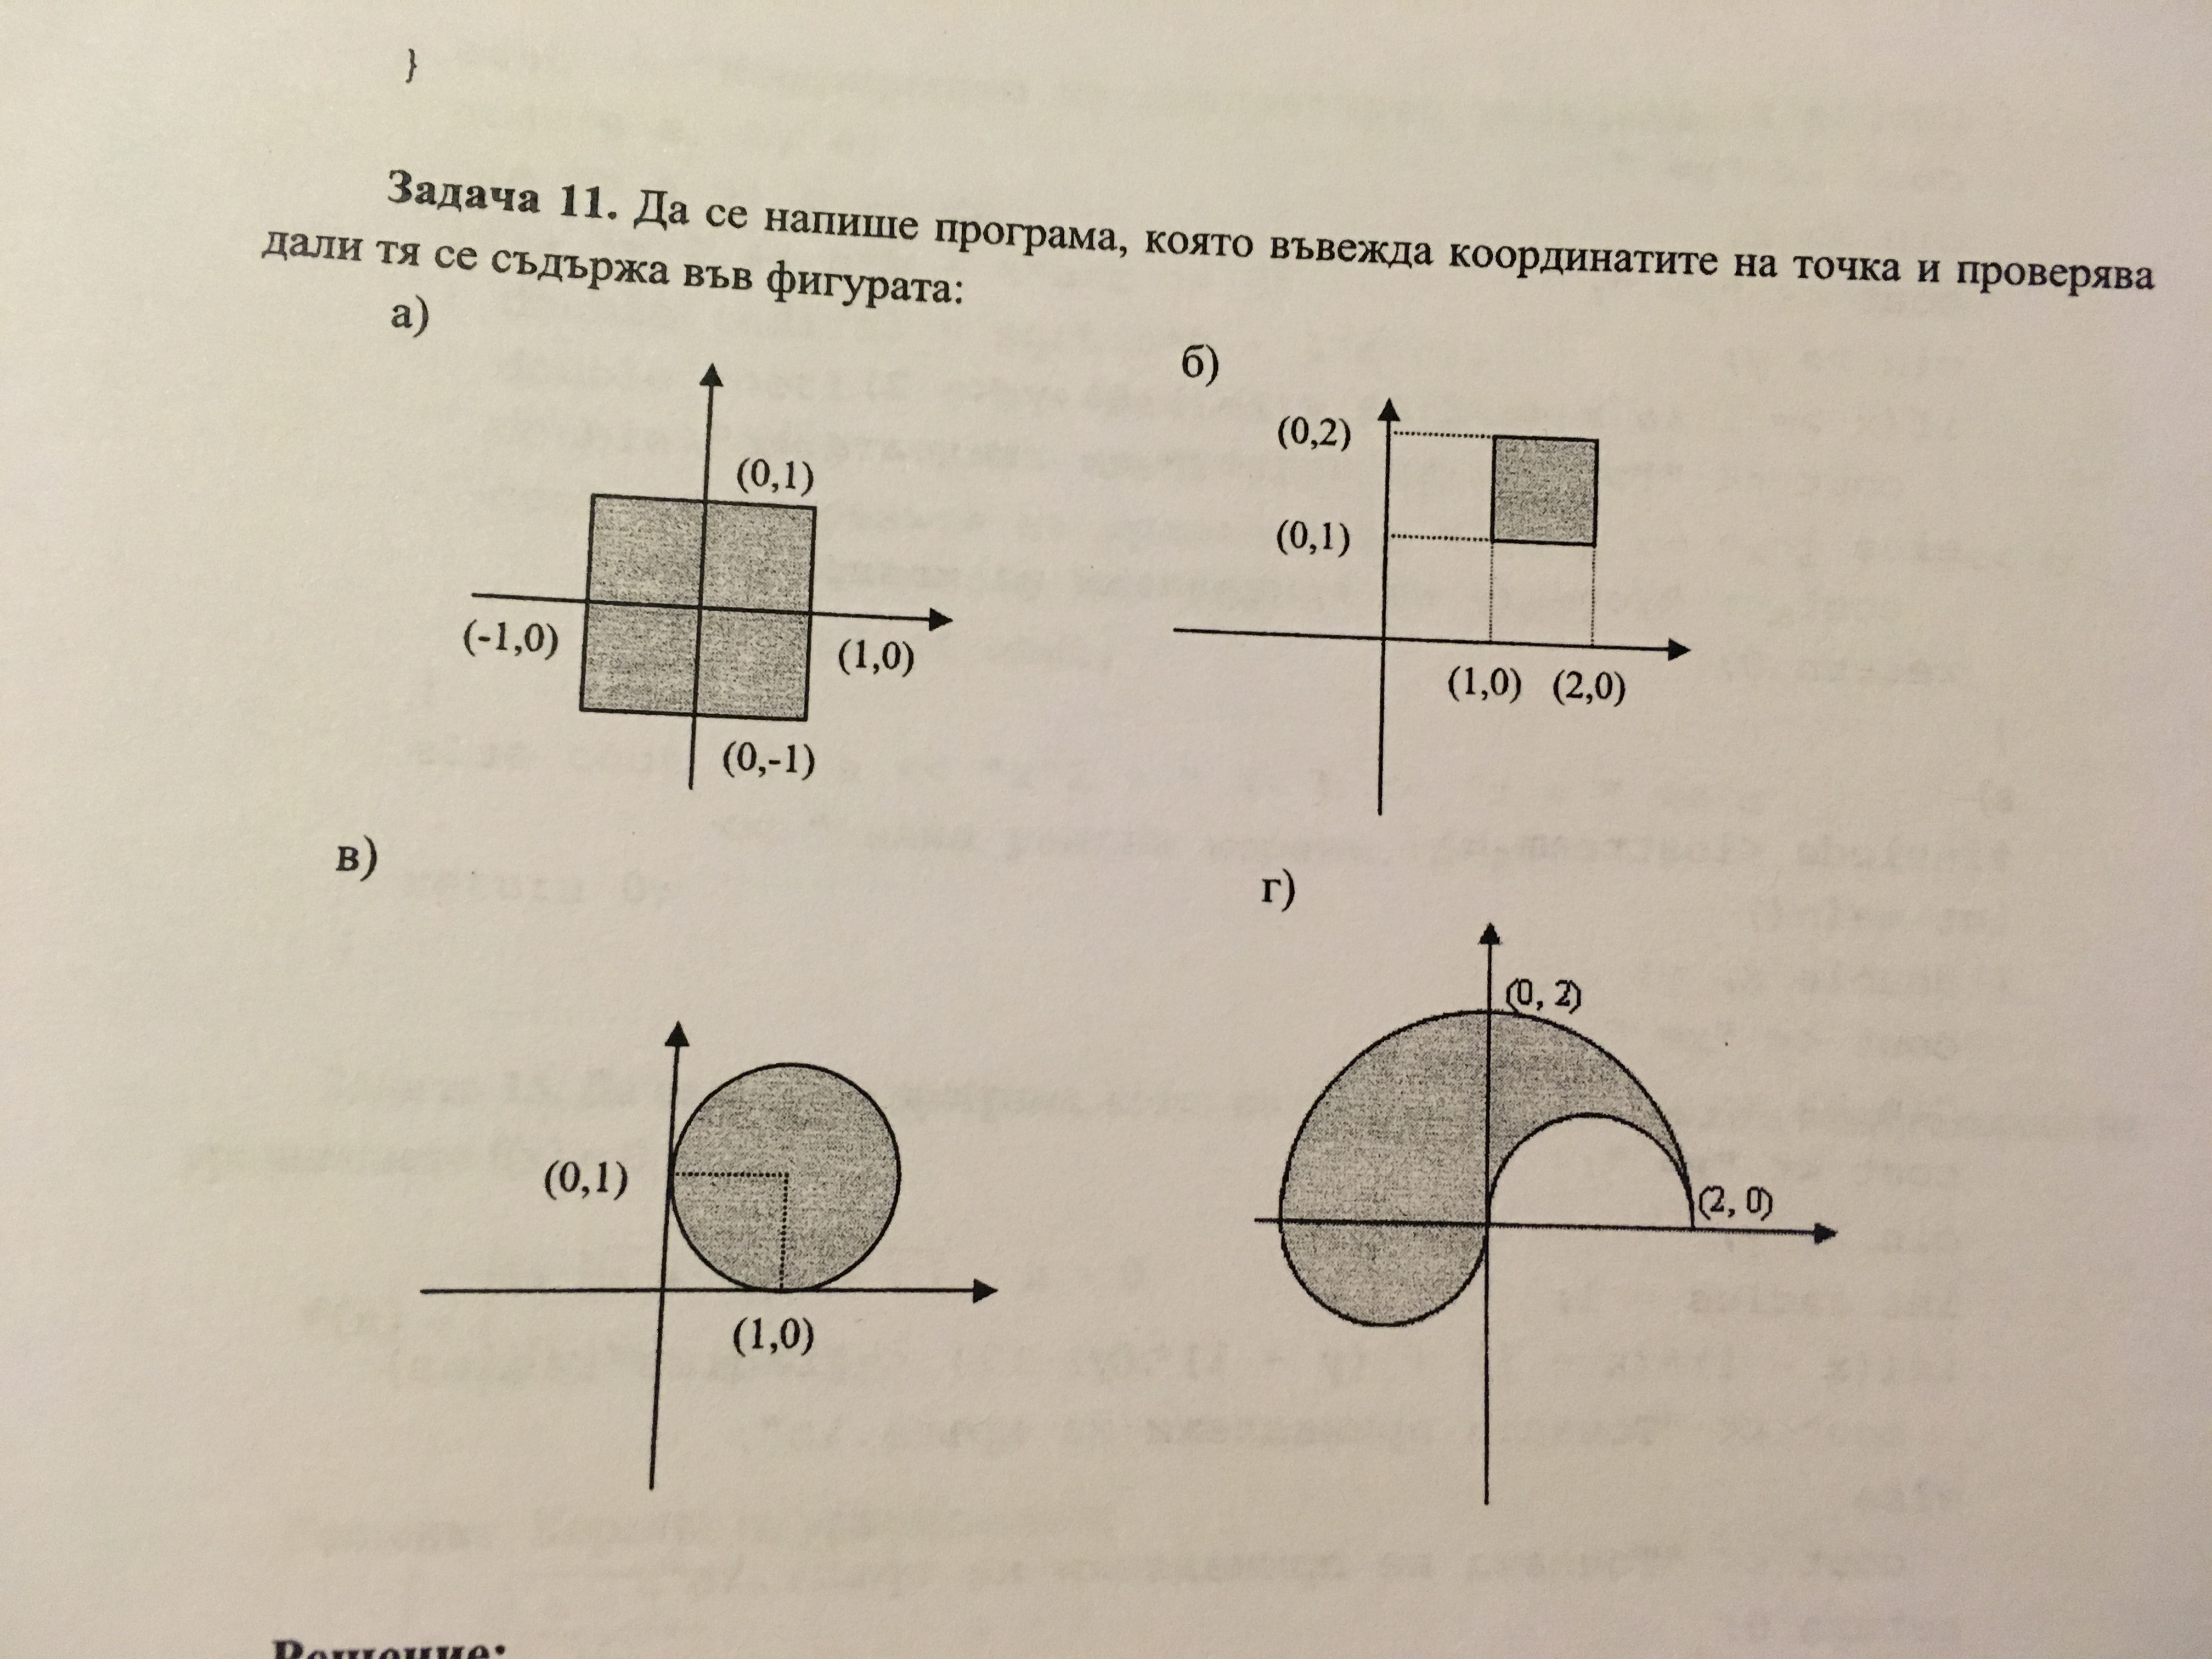 }
Задача 11. Да се напише програма, която въвежда координатите на точка и проверява
дали тя се съдържа във фигурата:
а)
б)
(0,1)
(-1,0)
(1,0)
(0,-1)
(0,2)
(0,1)
(1,0) (2,0)
в)
г)
(0,1)
(1,0)
(0, 2)
(2, 0)
Решение: